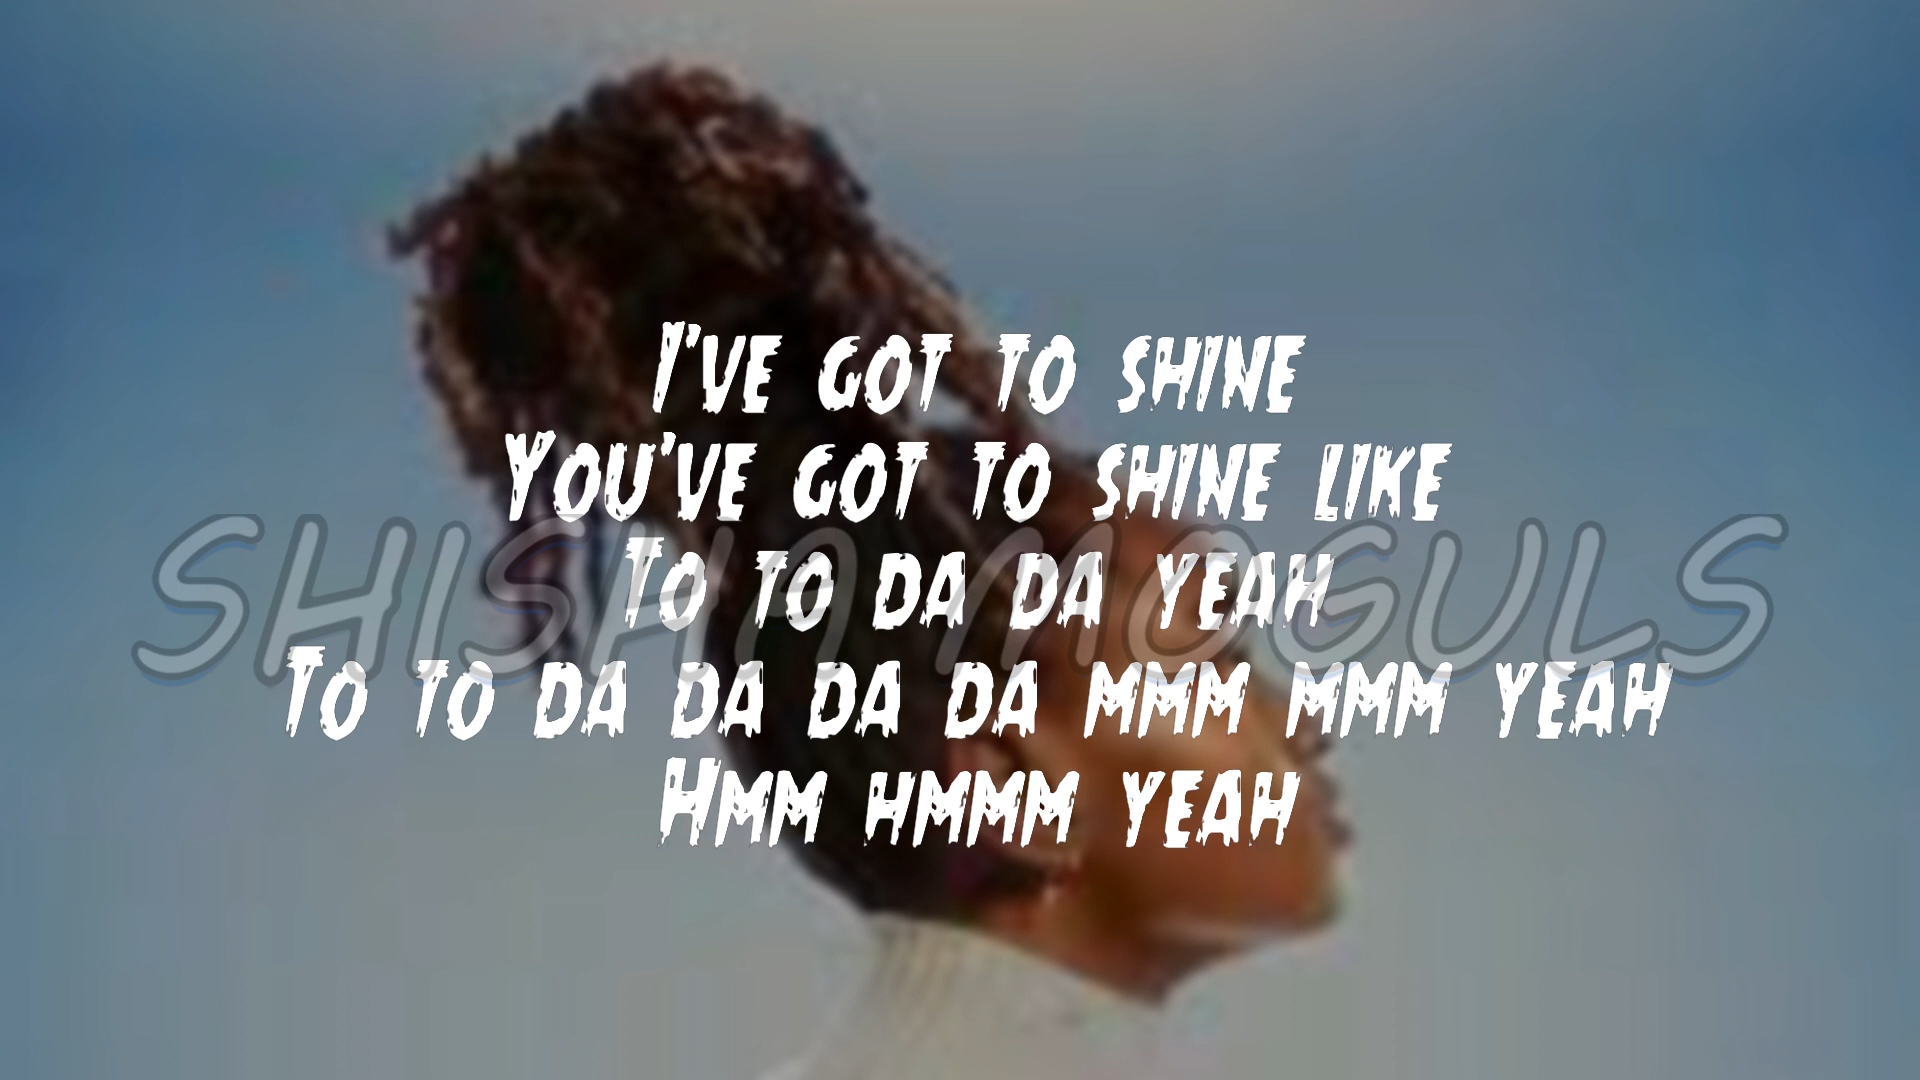 I've got to shine
You've got to shine like
To to da da yeah
SHISHA MOGULS
To to da da da da mmm mmm yeah
Hmm hmmm yeah